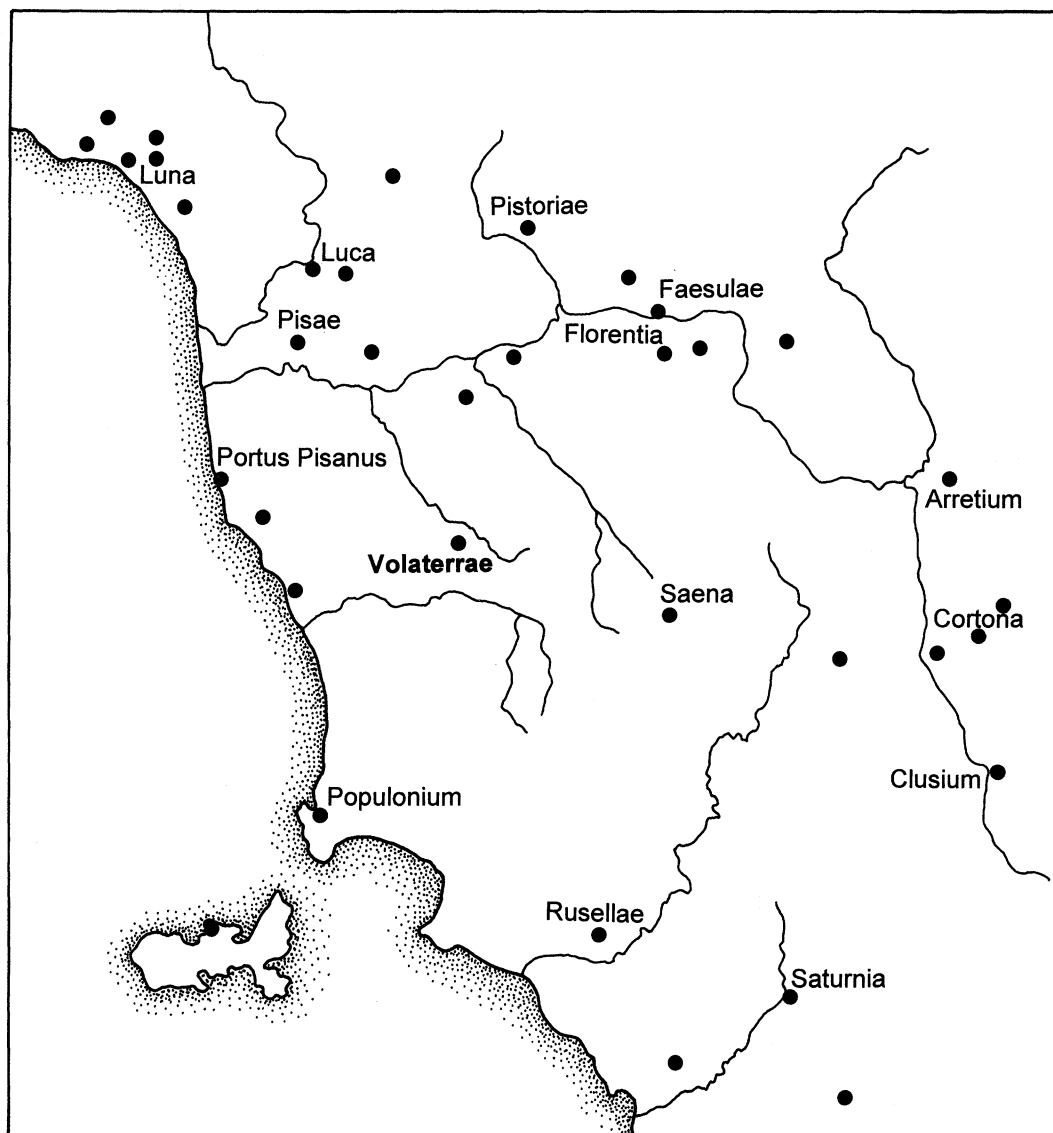 Luna
Pistoriae
Luca
Faesulae
Pisae
Florentia
Portus Pisanus
Arretium
Volaterrae
Saena
Cortona
Clusium
Populonium
Rusellae
Saturnia